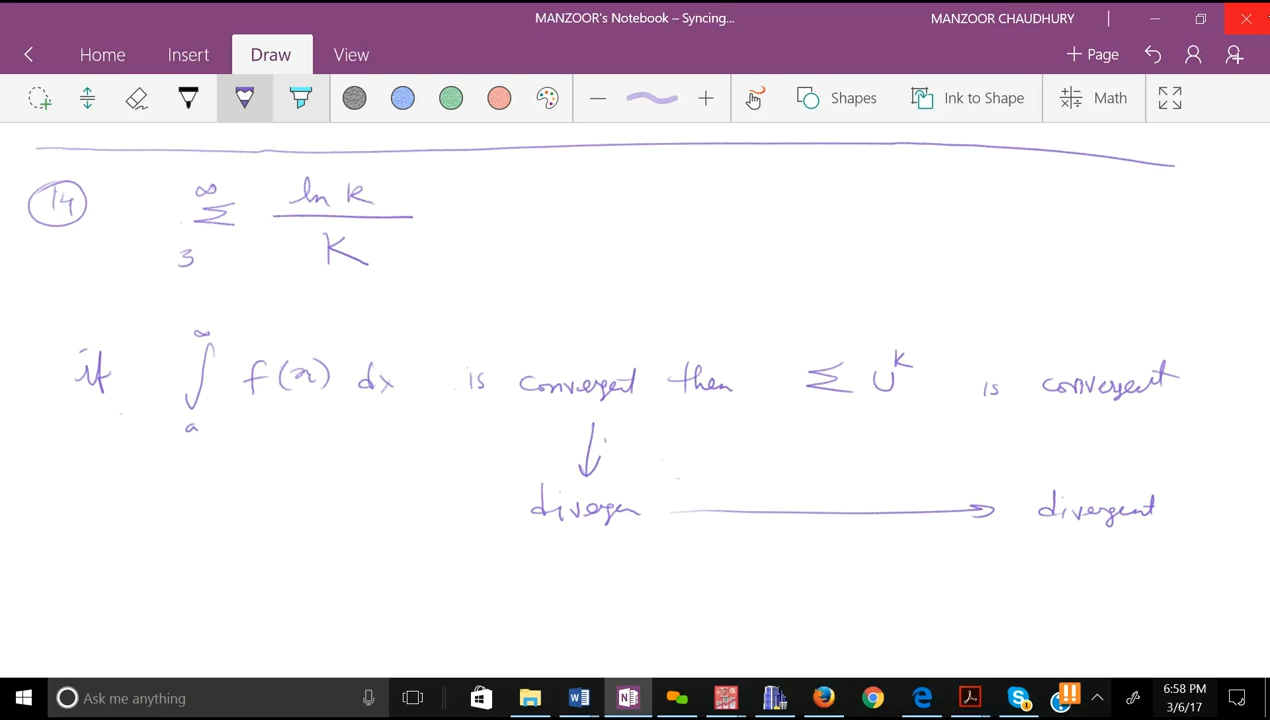 MANZOOR's Notebook – Syncing...
MANZOOR CHAUDHURY
Home Insert Draw View
Page
Shapes Ink to Shape Math
14
∞ Σ 3 ln k / K
if ∫ a ∞ f(x) dx is convergent then Σ U^k is convergent
divergen → divergent
Ask me anything
6:58 PM
3/6/17